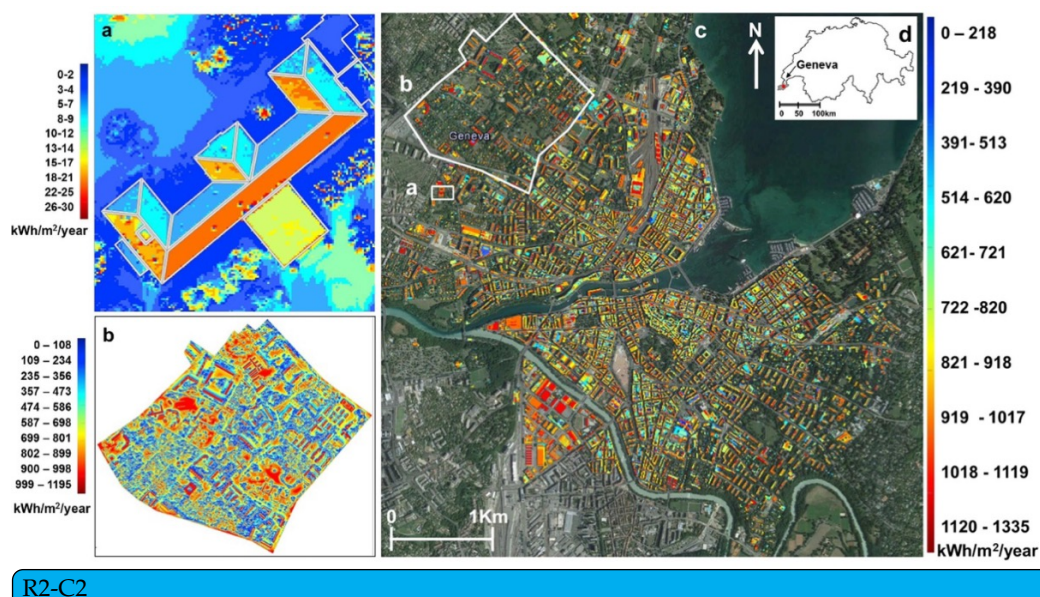 a
0-2
3-4
5-7
8-9
10-12
13-14
15-17
18-21
22-25
26-30
kWh/m²/year
b
0 – 108
109 – 234
235 – 356
357 – 473
474 – 586
587 – 698
699 – 801
802 – 899
900 – 998
999 – 1195
kWh/m²/year
c
N
b
Geneva
a
0
1Km
d
Geneva
0 50 100km
0 – 218
219 - 390
391 - 513
514 - 620
621 - 721
722 -820
821 - 918
919 -1017
1018 - 1119
1120 - 1335
kWh/m²/year
R2-C2